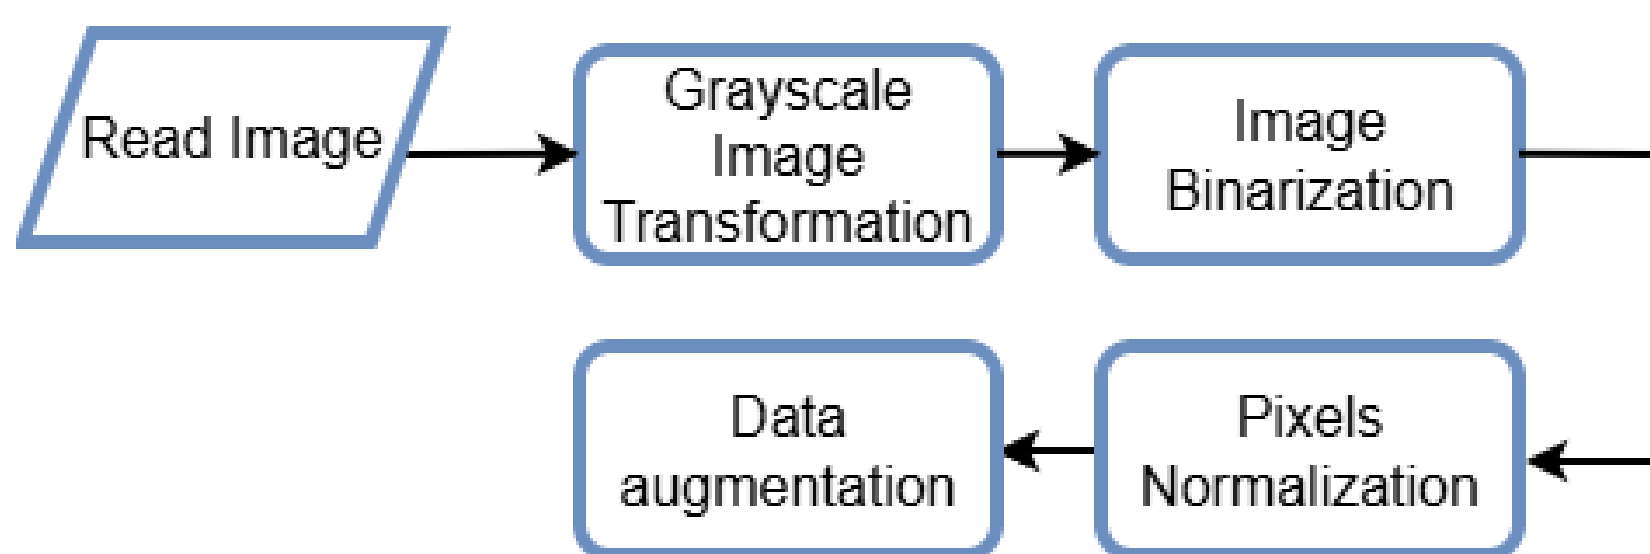 Read Image
Grayscale
Image
Transformation
Image
Binarization
Pixels
Normalization
Data
augmentation